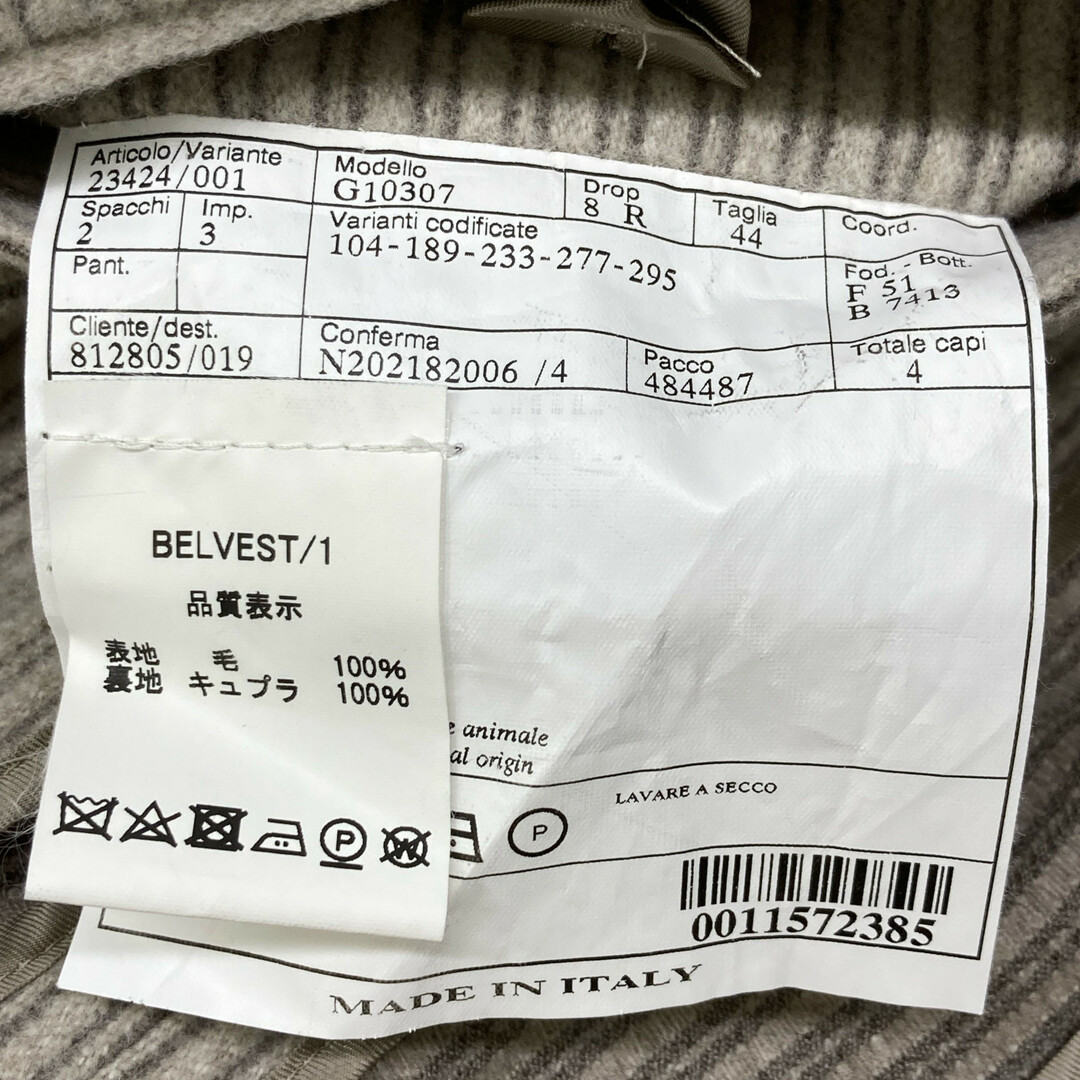 Articolo/Variante
23424/001
Modello
G10307
Drop
8 R
Taglia
44
Coord.
Spacchi
2
Imp.
3
Varianti codificate
104-189-233-277-295
Fod. - Bott.
F 51
B 7413
Pant.
Cliente/dest.
812805/019
Conferma
N202182006 /4
Pacco
484487
Totale capi
4
BELVEST/1
品質表示
表地 毛 100%
裏地 キュプラ 100%
animale
origin
LAVARE A SECCO
P
W
P
0011572385
MADE IN ITALY